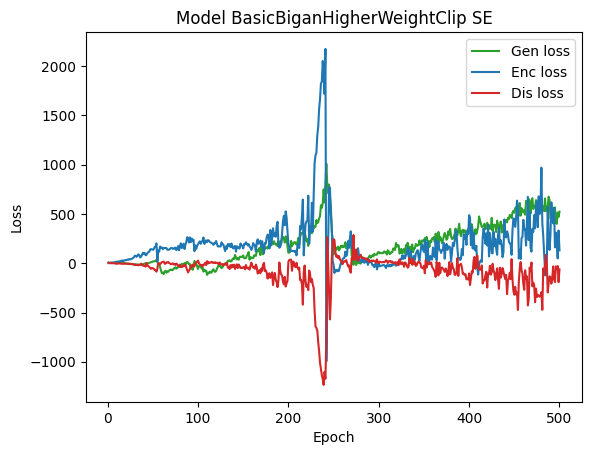 Model BasicBiganHigherWeightClip SE
Gen loss
Enc loss
Dis loss
Loss
2000
1500
1000
500
0
−500
−1000
0 100 200 300 400 500
Epoch